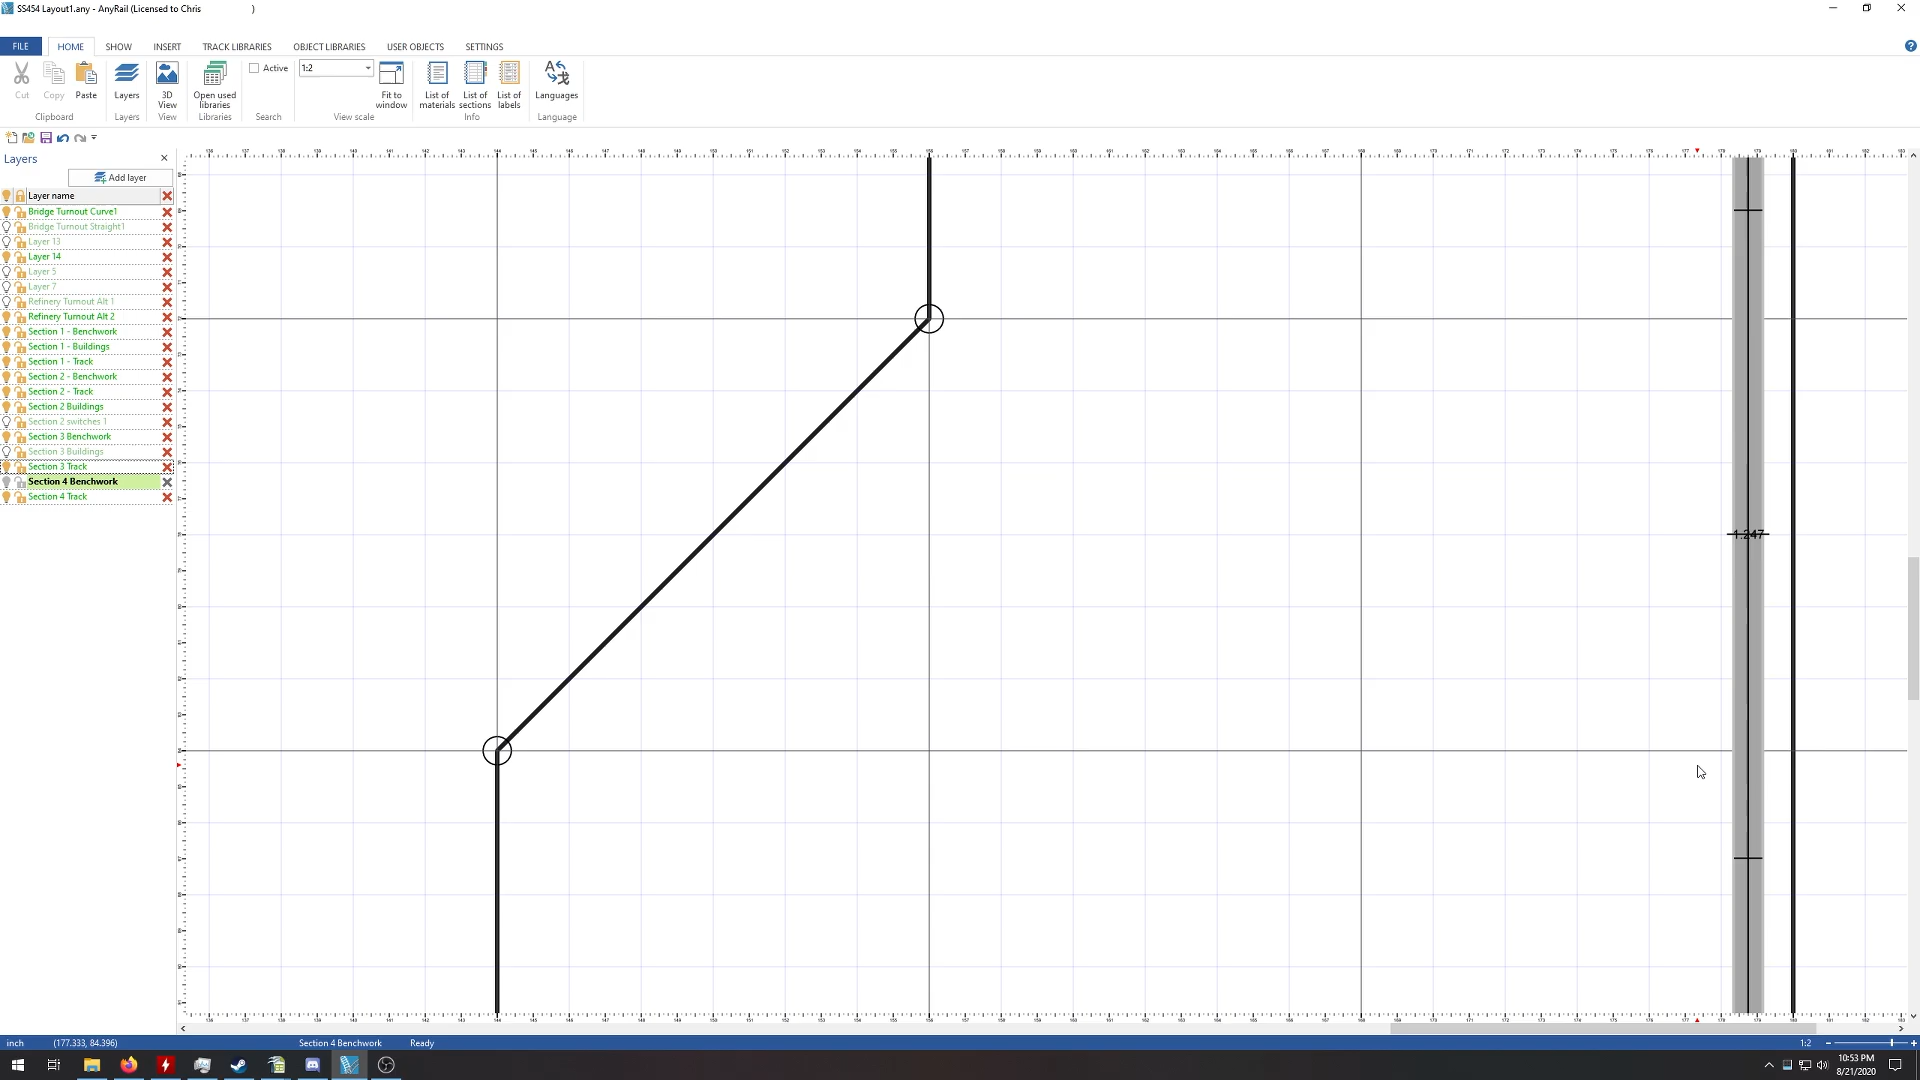 SS454 Layout1.any - AnyRail (Licensed to Chris )
FILE HOME SHOW INSERT TRACK LIBRARIES OBJECT LIBRARIES USER OBJECTS SETTINGS
Active 1:2
Cut Copy Paste Layers 3D View Open used libraries Fit to window List of materials List of sections List of labels Languages
Clipboard Layers View Libraries Search View scale Info Language
Layers
Add layer
Layer name
Bridge Turnout Curve1
Bridge Turnout Straight1
Layer 13
Layer 14
Layer 5
Layer 7
Refinery Turnout Alt 1
Refinery Turnout Alt 2
Section 1 - Benchwork
Section 1 - Buildings
Section 1 - Track
Section 2 - Benchwork
Section 2 - Track
Section 2 Buildings
Section 2 switches 1
Section 3 Benchwork
Section 3 Buildings
Section 3 Track
Section 4 Benchwork
Section 4 Track
1.247
inch (177.333, 84.396) Section 4 Benchwork Ready 1:2
10:53 PM
8/21/2020